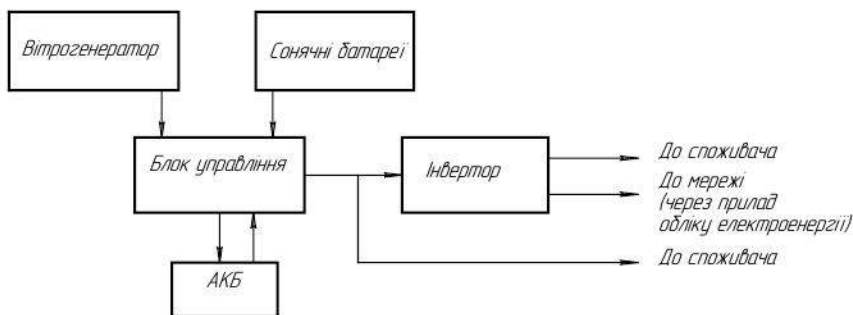 Вітрогенератор
Сонячні батареї
Блок управління
Інвертор
До споживача
До мережі
(через прилад
обліку електроенергії)
До споживача
АКБ